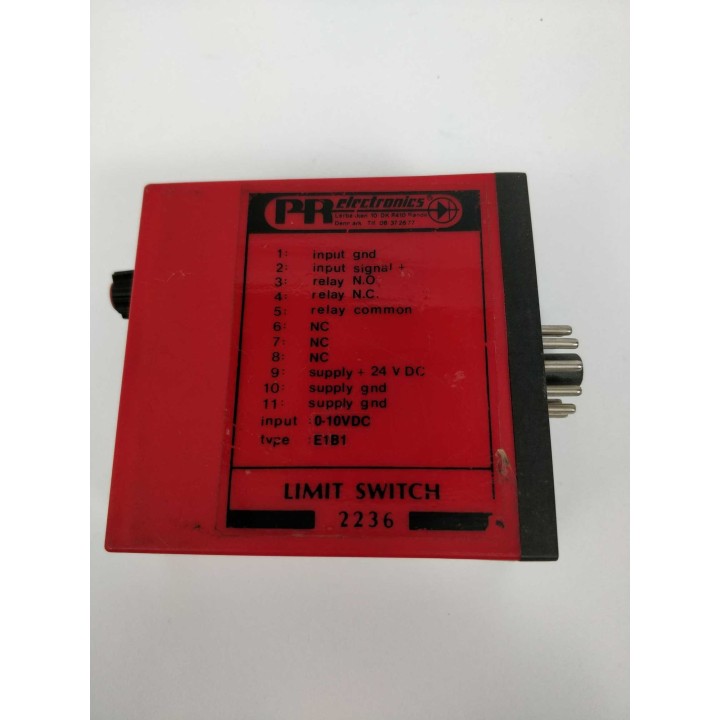 PR electronics
1: input gnd
2: input signal +
3: relay N.O.
4: relay N.C.
5: relay common
6: NC
7: NC
8: NC
9: supply + 24 V DC
10: supply gnd
11: supply gnd
input : 0-10VDC
type : E1B1
LIMIT SWITCH
2236